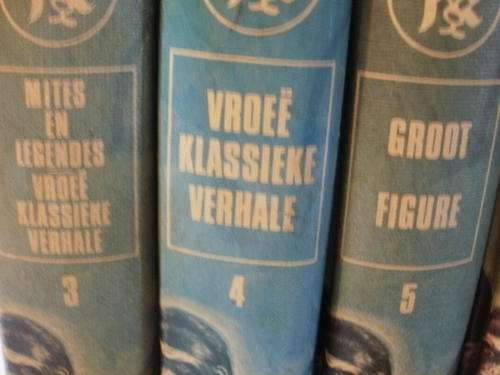 MITES
EN
LEGENDES
VROEË
KLASSIEKE
VERHALE
3
VROEË
KLASSIEKE
VERHALE
4
GROOT
FIGURE
5